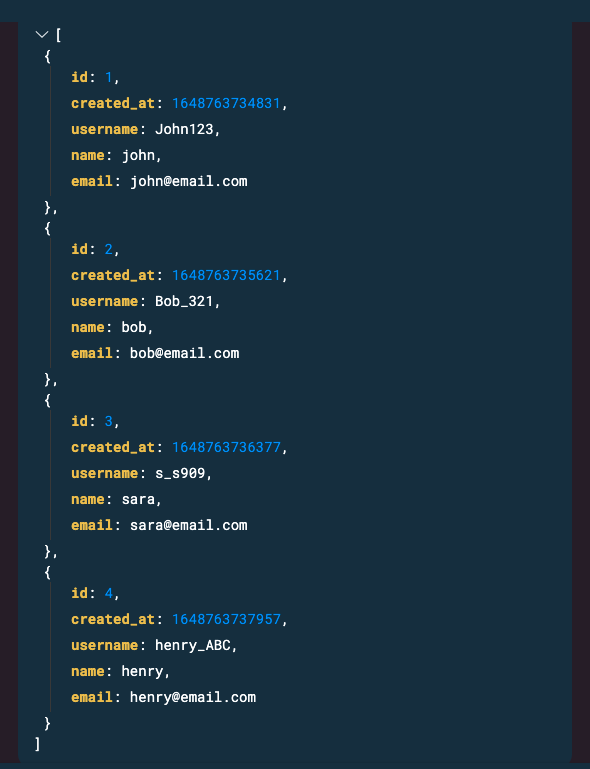 [
{
id: 1,
created_at: 1648763734831,
username: John123,
name: john,
email: john@email.com
},
{
id: 2,
created_at: 1648763735621,
username: Bob_321,
name: bob,
email: bob@email.com
},
{
id: 3,
created_at: 1648763736377,
username: s_s909,
name: sara,
email: sara@email.com
},
{
id: 4,
created_at: 1648763737957,
username: henry_ABC,
name: henry,
email: henry@email.com
}
]